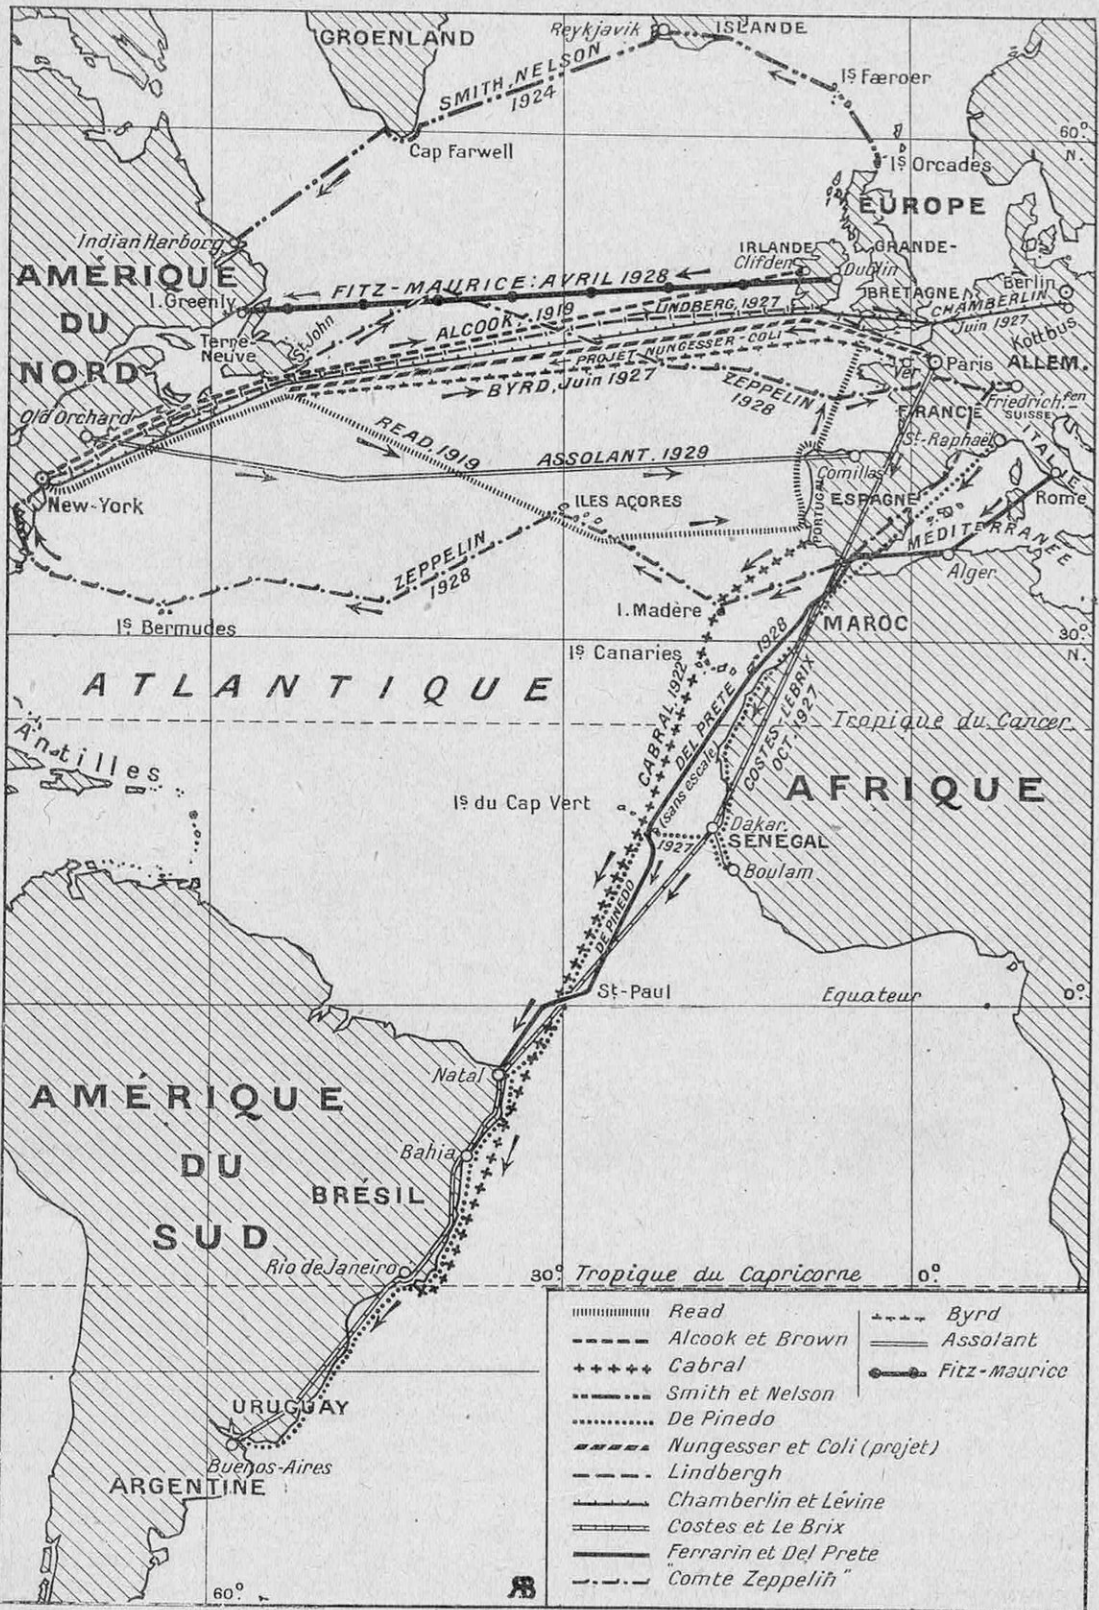 GROENLAND
Reykjavik
ISLANDE
SMITH, NELSON
1924
Is Færoer
Cap Farwell
60°
N.
Is Orcades
EUROPE
Indian Harborg
AMÉRIQUE
DU
NORD
IRLANDE
Clifden
GRANDE-
BRETAGNE
Dublin
FITZ-MAURICE: AVRIL 1928
I. Greenly
Berlin
CHAMBERLIN
Juin 1927
Kottbus
LINDBERG, 1927
ALCOOK, 1919
St John
Terre-
Neuve
PROJET NUNGESSER-COLI
BYRD, Juin 1927
Ver
Paris
ALLEM.
ZEPPELIN
1928
Friedrich.fen
SUISSE
FRANCE
Old Orchard
READ 1919
ASSOLANT. 1929
St-Raphaël
ITALIE
Comillas
ESPAGNE
PORTUGAL
New-York
ILES AÇORES
Rome
MEDITERRANÉE
ZEPPELIN
1928
Alger
I. Madère
Is Bermudes
MAROC
30°
N.
Is Canaries
ATLANTIQUE
CABRAL. 1922
DEL PRETE - 1928
(sans escale)
COSTES-LEBRIX
OCT. 1927
Tropique du Cancer
Antilles
AFRIQUE
Is du Cap Vert
Dakar
1927
SÉNÉGAL
Boulam
DE PINEDO
St-Paul
Equateur
0°
Natal
AMÉRIQUE
DU
SUD
Bahia
BRÉSIL
Rio de Janeiro
30°
Tropique du Capricorne
0°
URUGUAY
Buenos-Aires
ARGENTINE
60°
RB
Read
Alcook et Brown
Cabral
Smith et Nelson
De Pinedo
Nungesser et Coli (projet)
Lindbergh
Chamberlin et Lévine
Costes et Le Brix
Ferrarin et Del Prete
"Comte Zeppelin"
Byrd
Assolant
Fitz-Maurice